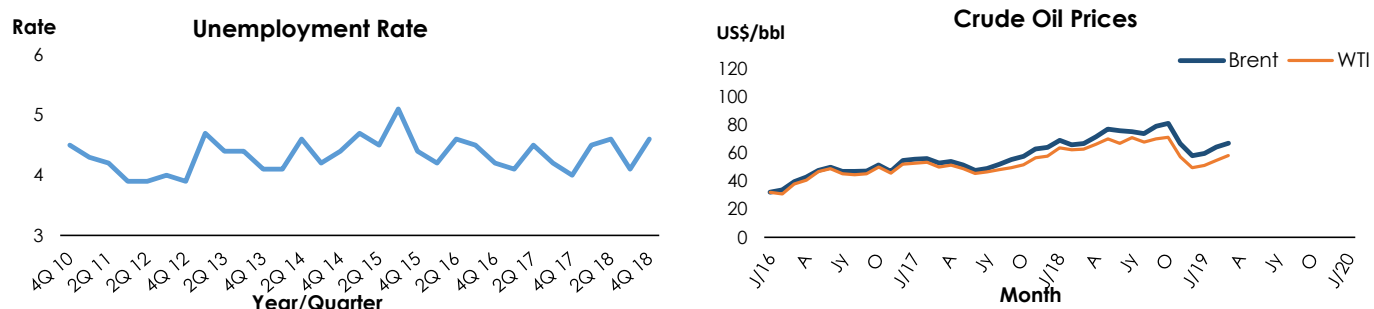 Unemployment Rate
Rate
6
5
4
3
4Q 10
2Q 11
2Q 12
4Q 12
2Q 13
4Q 13
2Q 14
4Q 14
2Q 15
4Q 15
2Q 16
4Q 16
2Q 17
4Q 17
2Q 18
4Q 18
Year/Quarter
Crude Oil Prices
US$/bbl
Brent
WTI
120
100
80
60
40
20
0
J/16
A
Jy
O
J/17
A
Jy
O
J/18
A
Jy
O
J/19
A
Jy
O
J/20
Month